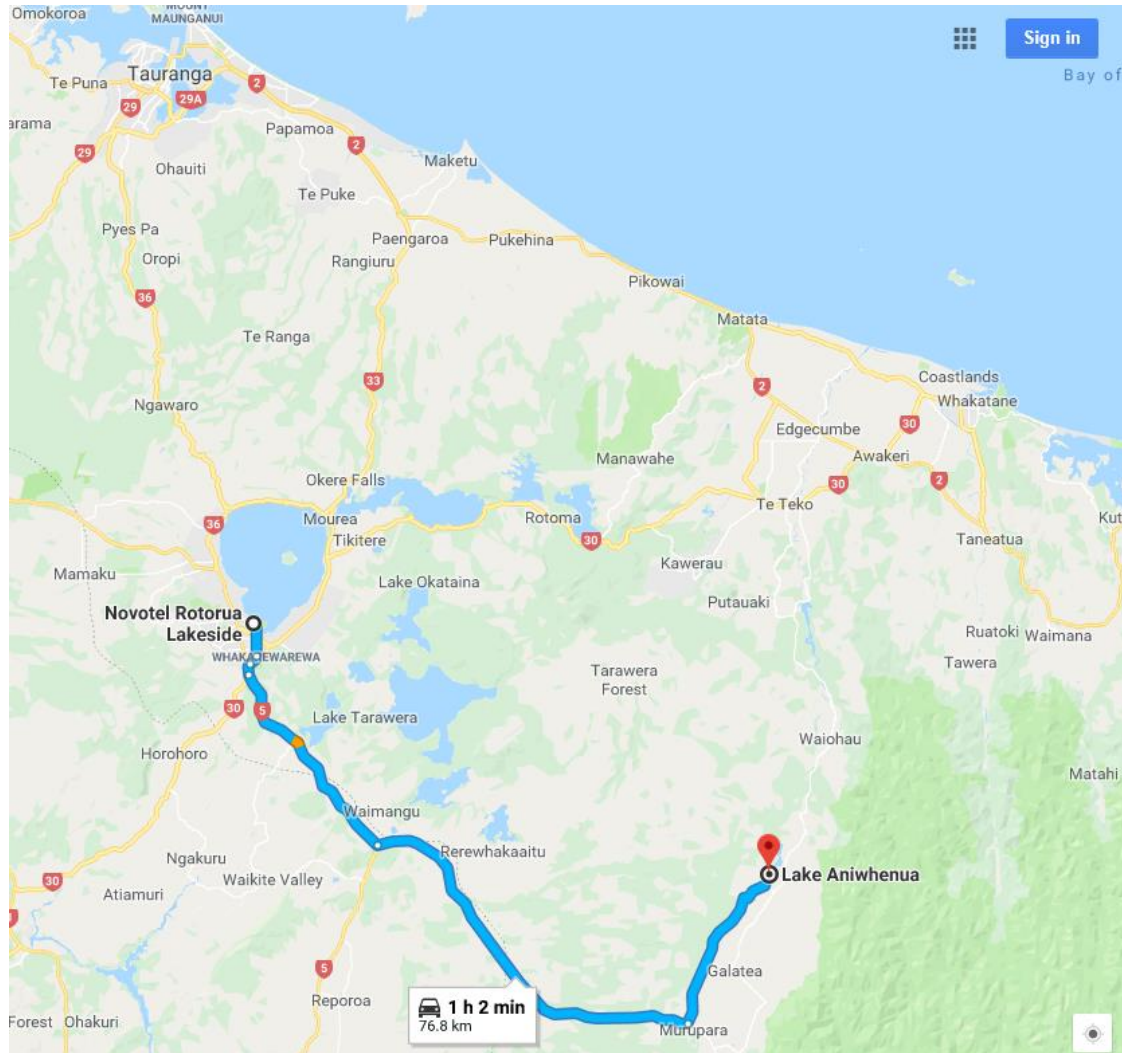 Omokoroa
MOUNT
MAUNGANUI
Sign in
Bay of
Te Puna
Tauranga
2
29A
29
arama
Papamoa
2
29
Ohauiti
Maketu
Te Puke
Pyes Pa
Paengaroa
Pukehina
Oropi
Rangiuru
Pikowai
36
Te Ranga
Matata
33
2
Coastlands
Ngawaro
Whakatane
30
Edgecumbe
Manawahe
Awakeri
Okere Falls
30
2
Te Teko
36
Mourea
Rotoma
Kut
30
Tikitere
Taneatua
Mamaku
Kawerau
Lake Okataina
Putauaki
Novotel Rotorua
Lakeside
Ruatoki
Waimana
WHAKAREWAREWA
Tawera
Tarawera
Forest
30
5
Lake Tarawera
Waiohau
Horohoro
Matahi
Waimangu
Rerewhakaaitu
Ngakuru
Lake Aniwhenua
30
Waikite Valley
Atiamuri
5
Galatea
Reporoa
1 h 2 min
76.8 km
Forest
Ohakuri
Murupara